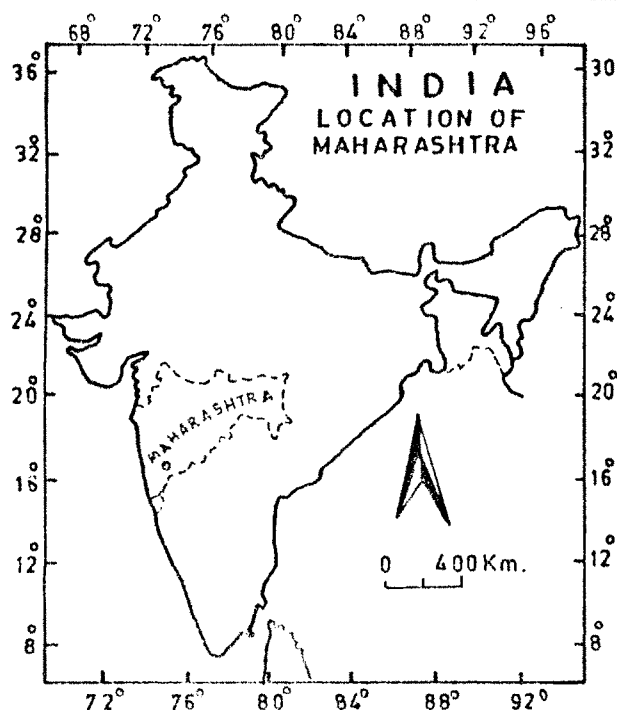 68° 72° 76° 80° 84° 88° 92° 96°
36° 30
INDIA
LOCATION OF
MAHARASHTRA
32° 32°
28° 28°
24° 24°
20° 20°
MAHARASHTRA
16° 16°
12° 12°
0 400Km.
8° 8°
72° 76° 80° 84° 88° 92°